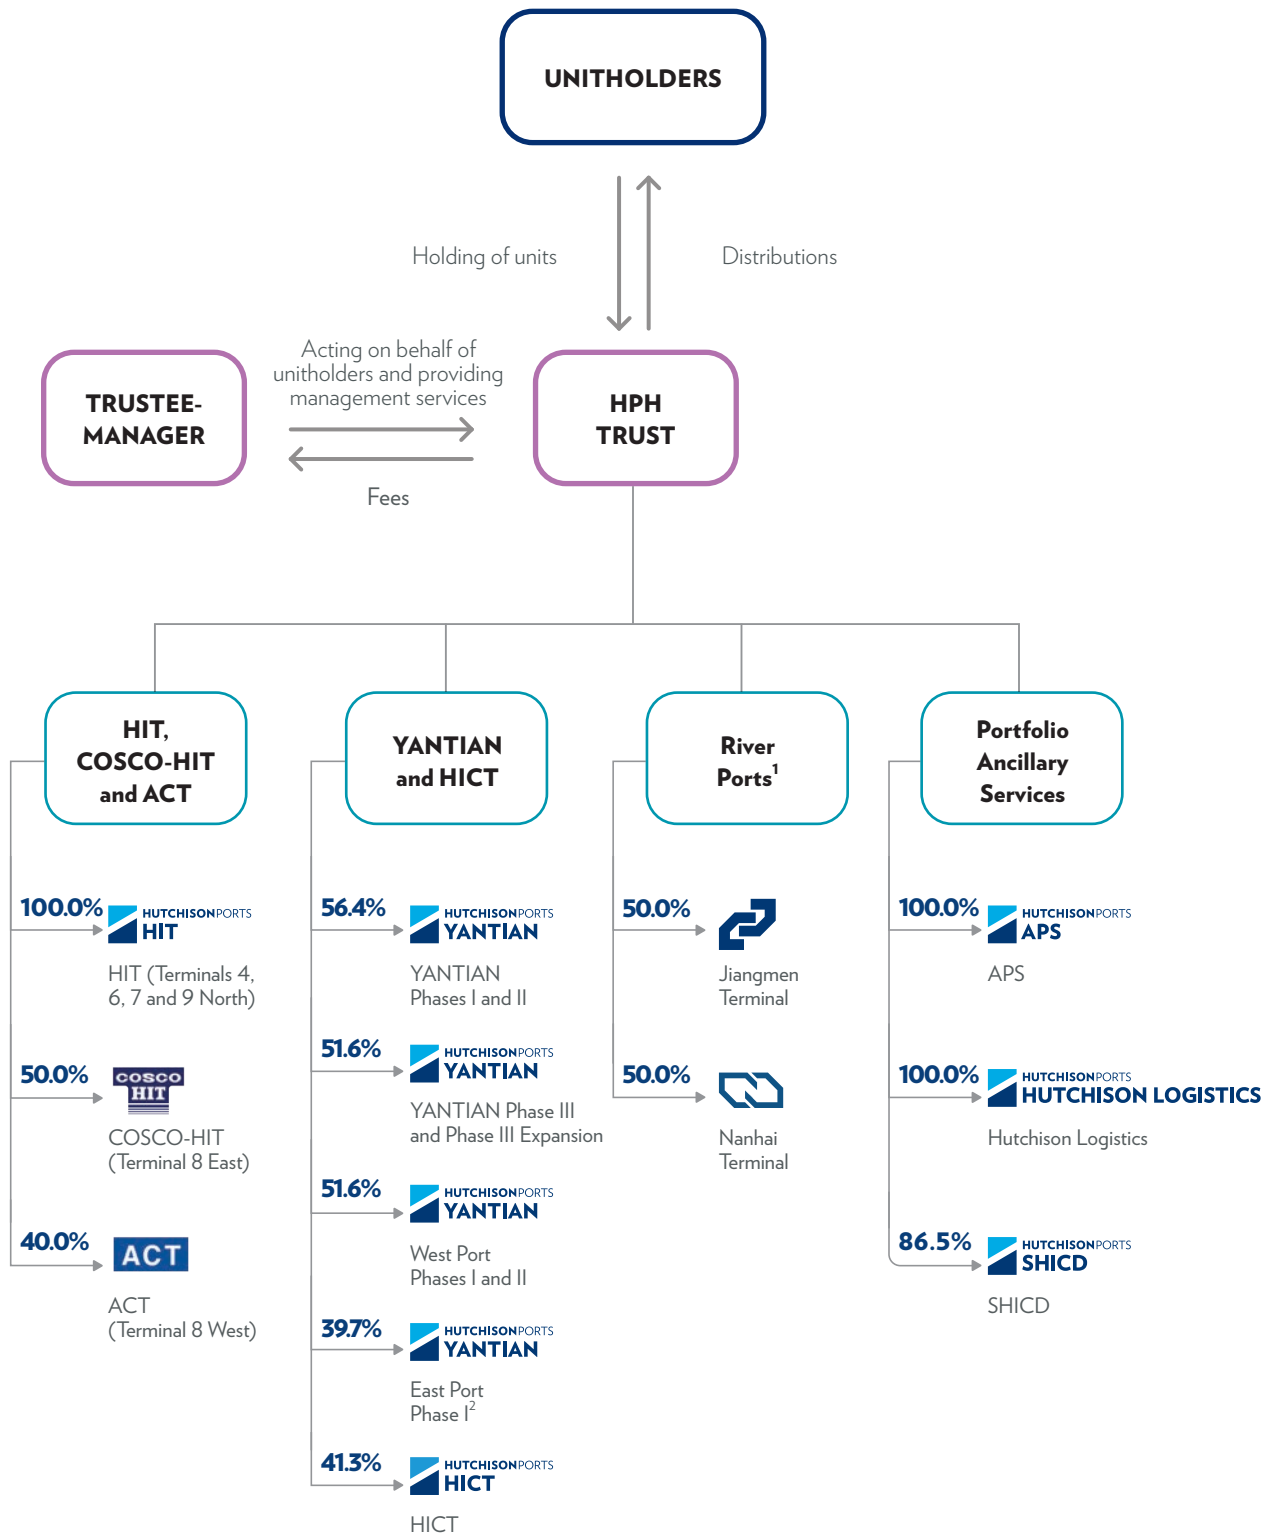 UNITHOLDERS
Holding of units
Distributions
Acting on behalf of
unitholders and providing
management services
TRUSTEE-
MANAGER
HPH
TRUST
Fees
HIT,
COSCO-HIT
and ACT
100.0%
HUTCHISONPORTS
HIT
HIT (Terminals 4,
6, 7 and 9 North)
50.0%
COSCO
HIT
COSCO-HIT
(Terminal 8 East)
40.0%
ACT
ACT
(Terminal 8 West)
YANTIAN
and HICT
56.4%
HUTCHISONPORTS
YANTIAN
YANTIAN
Phases I and II
51.6%
HUTCHISONPORTS
YANTIAN
YANTIAN Phase III
and Phase III Expansion
51.6%
HUTCHISONPORTS
YANTIAN
West Port
Phases I and II
39.7%
HUTCHISONPORTS
YANTIAN
East Port
Phase I²
41.3%
HUTCHISONPORTS
HICT
HICT
River
Ports¹
50.0%
Jiangmen
Terminal
50.0%
Nanhai
Terminal
Portfolio
Ancillary
Services
100.0%
HUTCHISONPORTS
APS
APS
100.0%
HUTCHISONPORTS
HUTCHISON LOGISTICS
Hutchison Logistics
86.5%
HUTCHISONPORTS
SHICD
SHICD